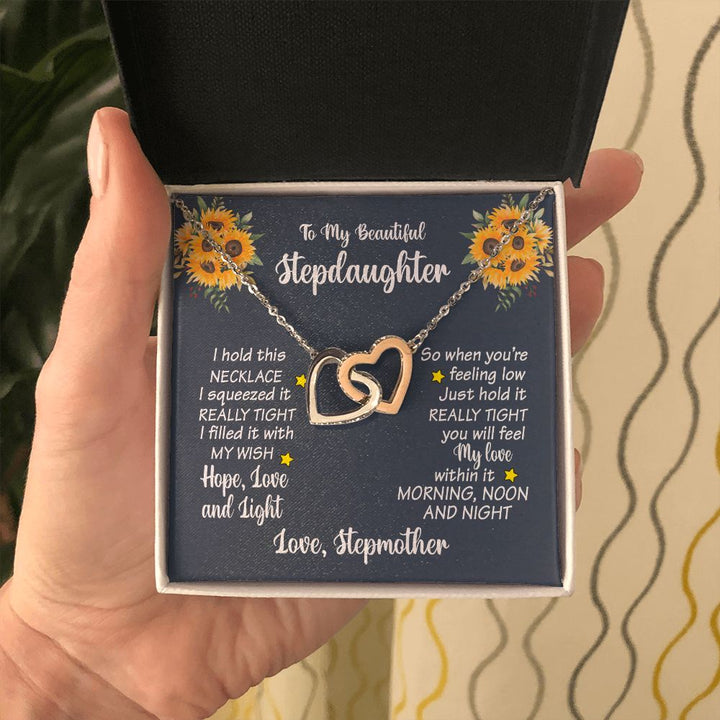 To My Beautiful
Stepdaughter
I hold this
NECKLACE
I squeezed it
REALLY TIGHT
I filled it with
MY WISH
Hope, Love
and Light
So when you're
feeling low
Just hold it
REALLY TIGHT
you will feel
My love
within it
MORNING, NOON
AND NIGHT
Love, Stepmother